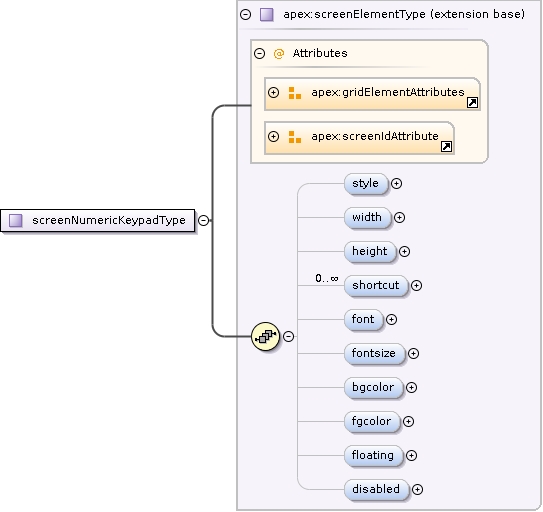 apex:screenElementType (extension base)
@ Attributes
apex:gridElementAttributes
apex:screenIdAttribute
screenNumericKeypadType
style
width
height
0..∞
shortcut
font
fontsize
bgcolor
fgcolor
floating
disabled